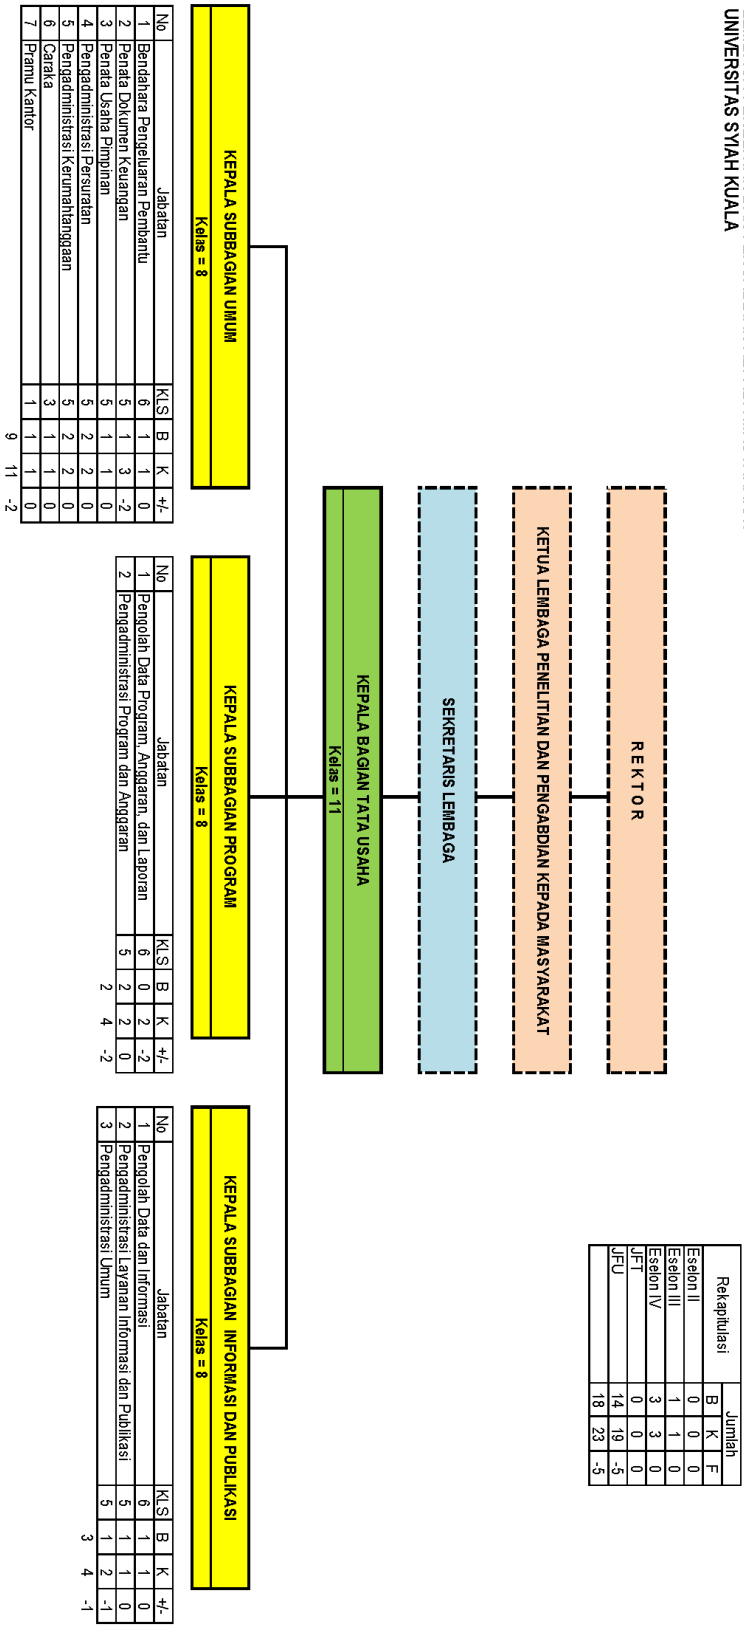 UNIVERSITAS SYIAH KUALA
Rekapitulasi Jumlah
B K F
Eselon II 0 0 0
Eselon III 1 1 0
Eselon IV 3 3 0
JFT 0 0 0
JFU 14 19 -5
18 23 -5
R E K T O R
KETUA LEMBAGA PENELITIAN DAN PENGABDIAN KEPADA MASYARAKAT
SEKRETARIS LEMBAGA
KEPALA BAGIAN TATA USAHA
Kelas = 11
KEPALA SUBBAGIAN UMUM
Kelas = 8
No Jabatan KLS B K +/-
1 Bendahara Pengeluaran Pembantu 6 1 1 0
2 Penata Dokumen Keuangan 5 1 3 -2
3 Penata Usaha Pimpinan 5 1 1 0
4 Pengadministrasi Persuratan 5 2 2 0
5 Pengadministrasi Kerumahtanggaan 5 2 2 0
6 Caraka 3 1 1 0
7 Pramu Kantor 1 1 1 0
9 11 -2
KEPALA SUBBAGIAN PROGRAM
Kelas = 8
No Jabatan KLS B K +/-
1 Pengolah Data Program, Anggaran, dan Laporan 6 0 2 -2
2 Pengadministrasi Program dan Anggaran 5 2 2 0
2 4 -2
KEPALA SUBBAGIAN INFORMASI DAN PUBLIKASI
Kelas = 8
No Jabatan KLS B K +/-
1 Pengolah Data dan Informasi 6 1 1 0
2 Pengadministrasi Layanan Informasi dan Publikasi 5 1 1 0
3 Pengadministrasi Umum 5 1 2 -1
3 4 -1